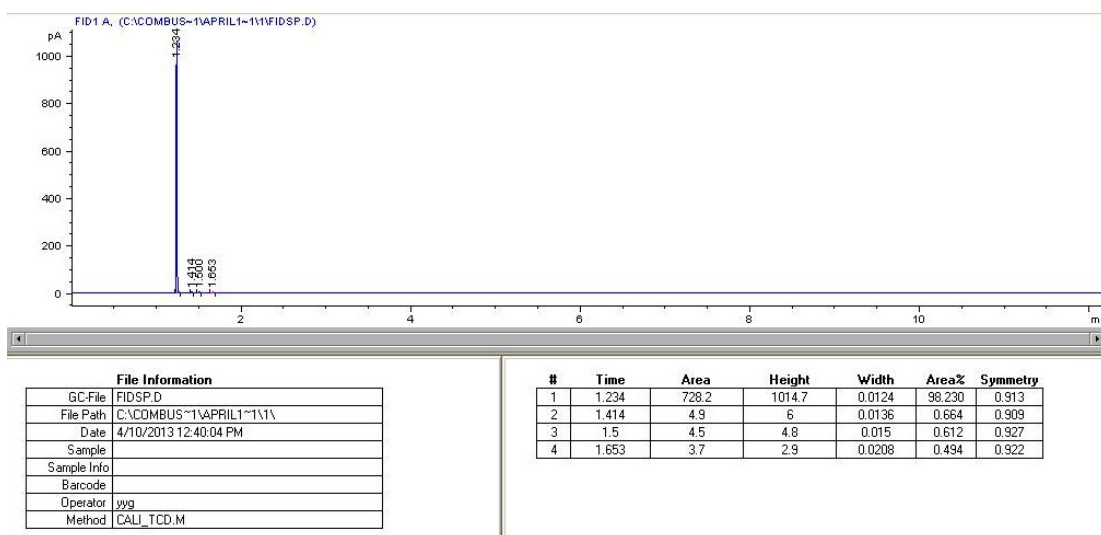 FID1 A, (C:\COMBUS~1\APRIL1~1\1\FIDSP.D)
pA
1000
800
600
400
200
0
1.234
1.414
1.500
1.653
2
4
6
8
10
m
File Information
GC-File FIDSP.D
File Path C:\COMBUS~1\APRIL1~1\1\
Date 4/10/2013 12:40:04 PM
Sample
Sample Info
Barcode
Operator yyg
Method CALI_TCD.M
# Time Area Height Width Area% Symmetry
1 1.234 728.2 1014.7 0.0124 98.230 0.913
2 1.414 4.9 6 0.0136 0.664 0.909
3 1.5 4.5 4.8 0.015 0.612 0.927
4 1.653 3.7 2.9 0.0208 0.494 0.922